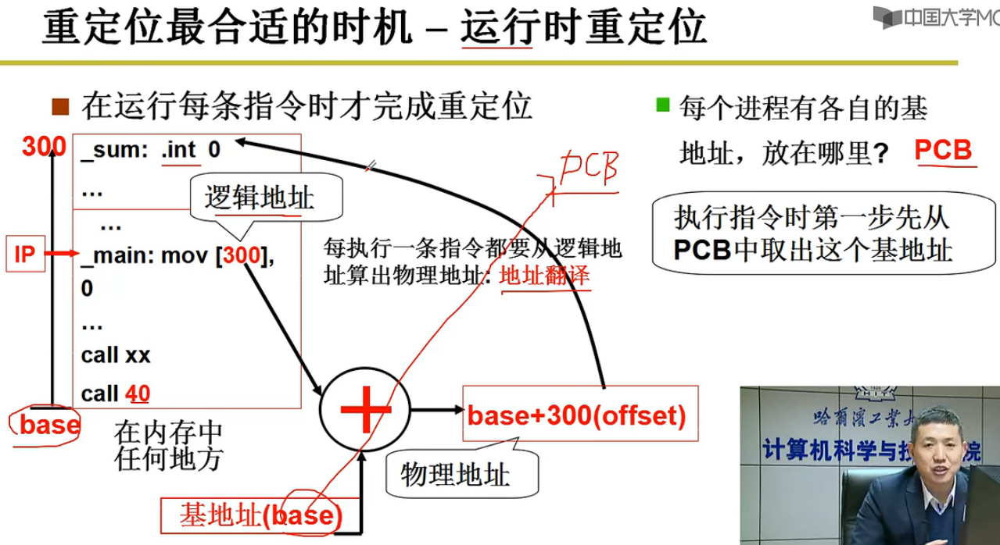 重定位最合适的时机 – 运行时重定位
中国大学MO
在运行每条指令时才完成重定位
300
_sum: .int 0
...
逻辑地址
...
IP
_main: mov [300],
0
...
call xx
call 40
base
在内存中
任何地方
每执行一条指令都要从逻辑地
址算出物理地址: 地址翻译
PCB
base+300(offset)
物理地址
基地址(base)
每个进程有各自的基
地址，放在哪里? PCB
执行指令时第一步先从
PCB中取出这个基地址
哈尔滨工业大
计算机科学与技
院